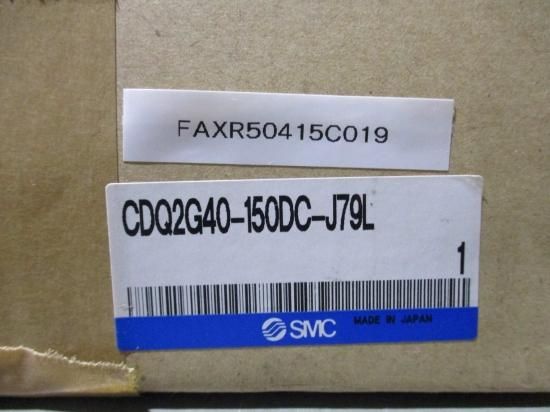 FAXR50415C019
CDQ2G40-150DC-J79L
1
SMC MADE IN JAPAN